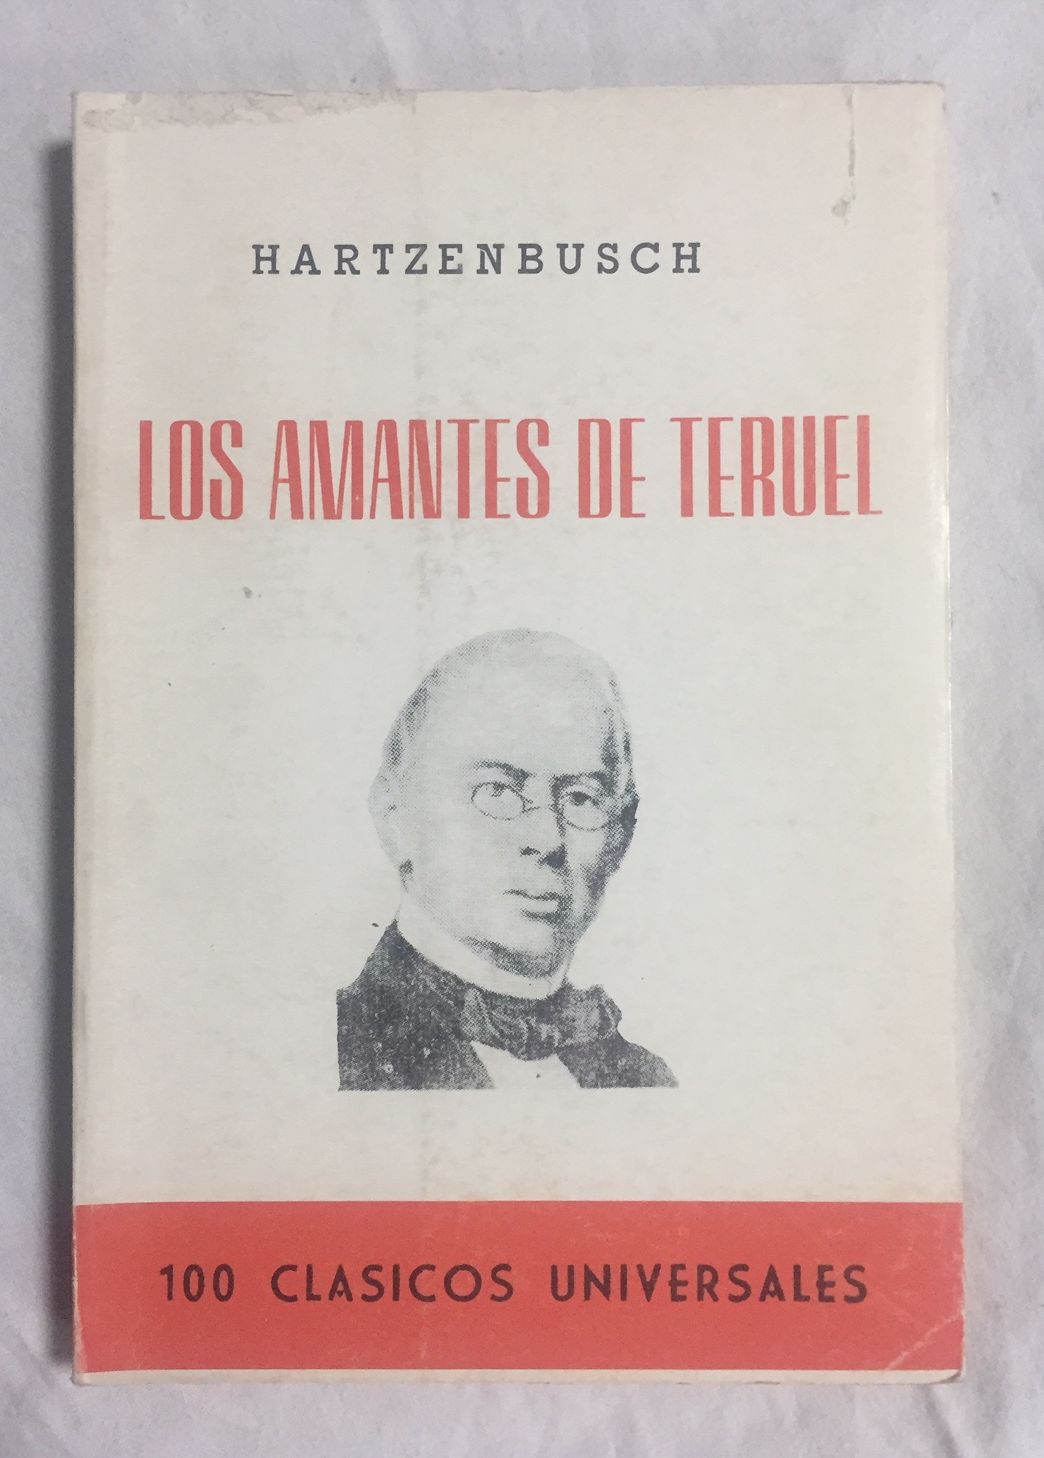 HARTZENBUSCH
LOS AMANTES DE TERUEL
100 CLASICOS UNIVERSALES